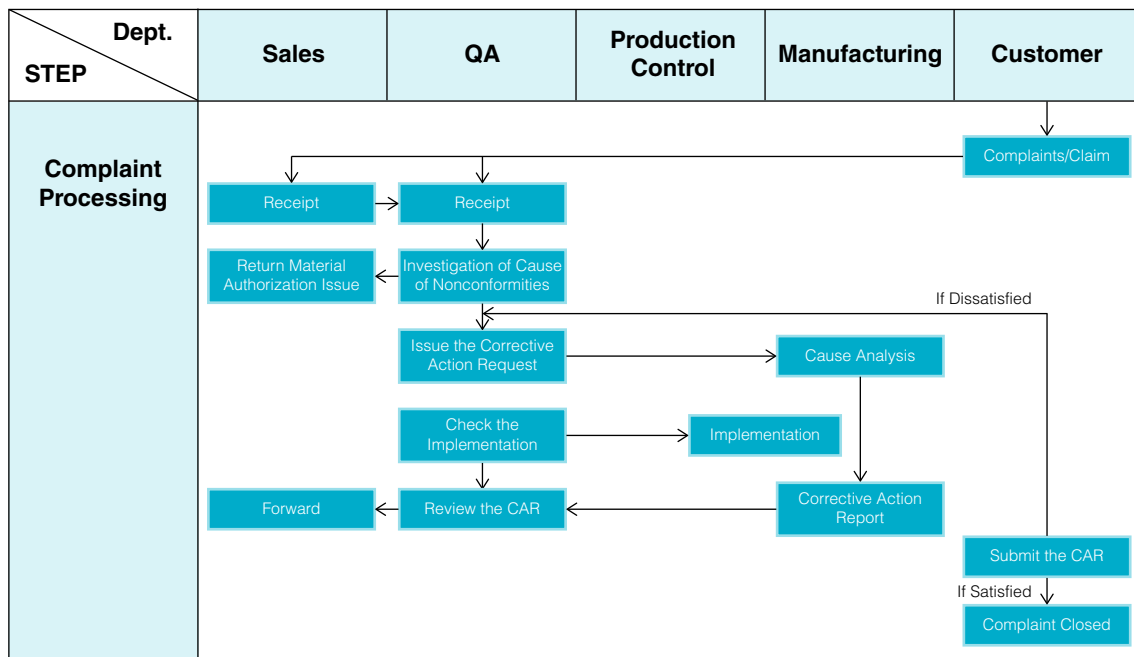 Dept.
STEP
Sales
QA
Production
Control
Manufacturing
Customer
Complaint
Processing
Complaints/Claim
Receipt
Receipt
Return Material
Authorization Issue
Investigation of Cause
of Nonconformities
If Dissatisfied
Issue the Corrective
Action Request
Cause Analysis
Check the
Implementation
Implementation
Forward
Review the CAR
Corrective Action
Report
Submit the CAR
If Satisfied
Complaint Closed